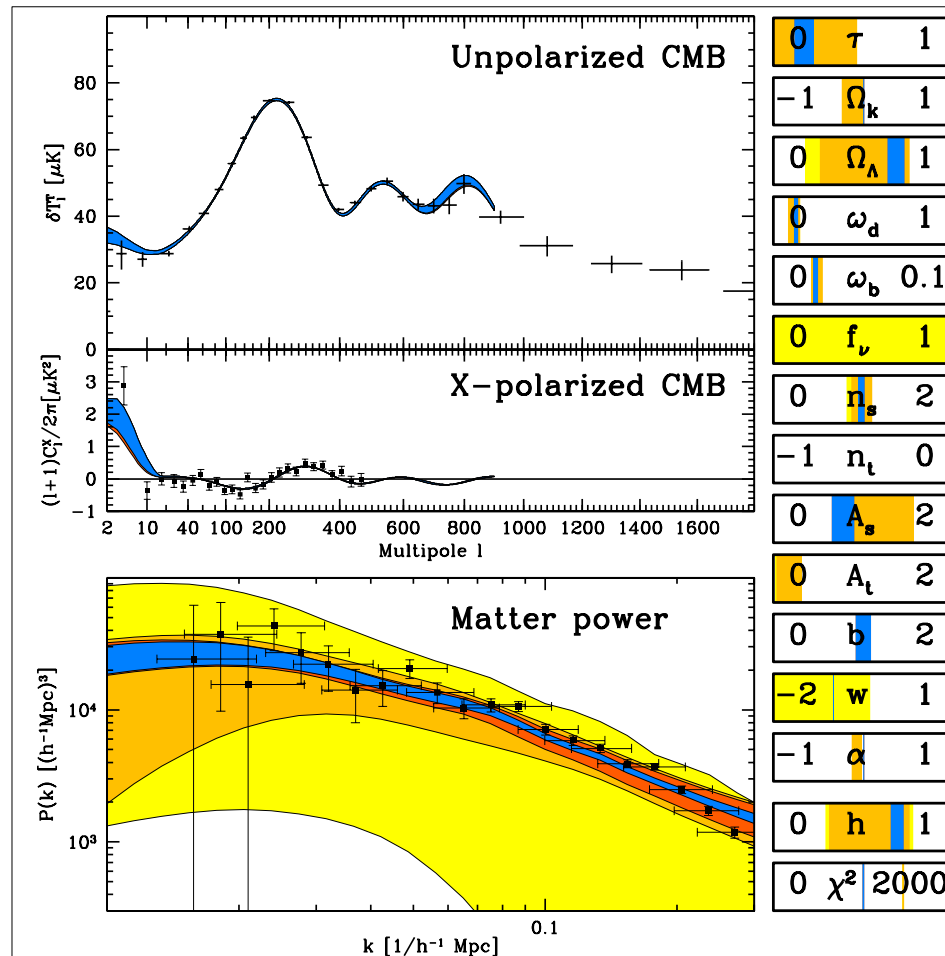 Unpolarized CMB
δTᵀₗ [μK]
80
60
40
20
0
X-polarized CMB
(l+1)Cˣₗ/2π[μK²]
3
2
1
0
-1
2 10 40 100 200 400 600 800 1000 1200 1400 1600
Multipole l
Matter power
P(k) [(h⁻¹Mpc)³]
10⁴
10³
0.1
k [1/h⁻¹ Mpc]
0 τ 1
-1 Ωₖ 1
0 Ω_Λ 1
0 ω_d 1
0 ω_b 0.1
0 f_ν 1
0 n_s 2
-1 n_t 0
0 A_s 2
0 A_t 2
0 b 2
-2 w 1
-1 α 1
0 h 1
0 χ² 2000